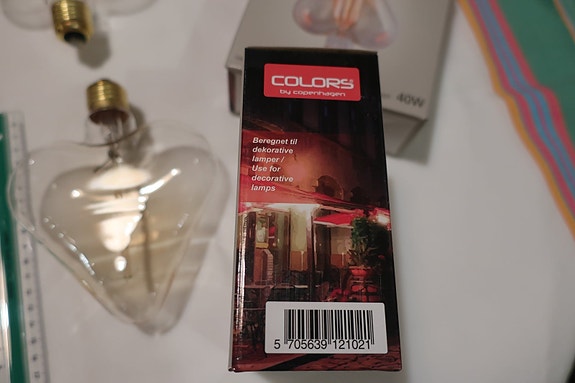 COLORS
by copenhagen
40W
Beregnet til
dekorative
lamper /
Use for
decorative
lamps
5 705639 121021